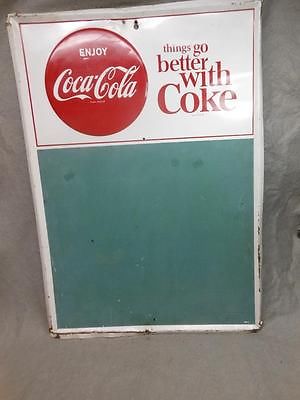 ENJOY
Coca-Cola
things go
better
with
Coke